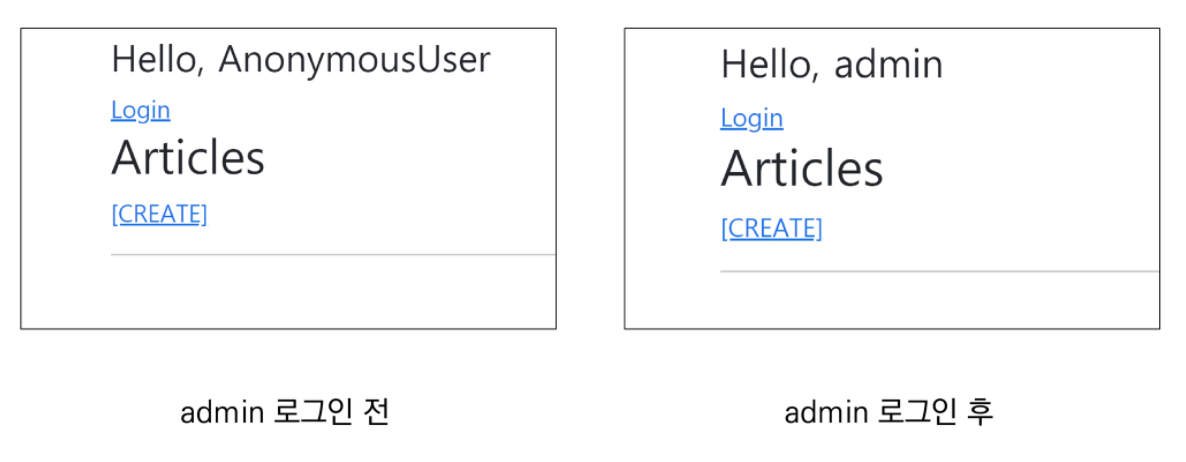 Hello, AnonymousUser
Login
Articles
[CREATE]
admin 로그인 전
Hello, admin
Login
Articles
[CREATE]
admin 로그인 후